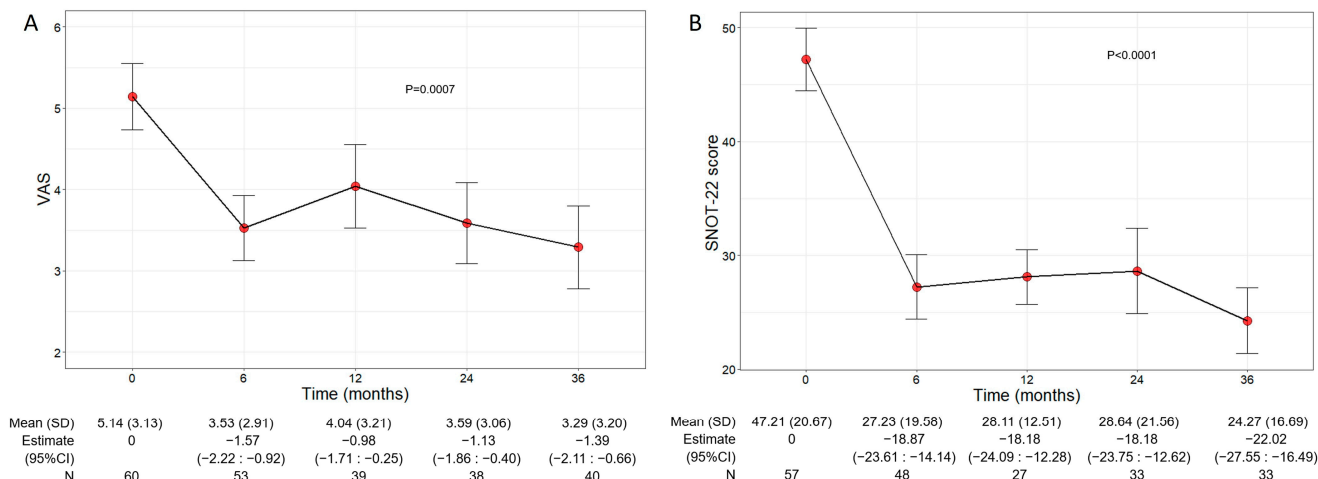 A
6
5
4
3
2
VAS
P=0.0007
0 6 12 24 36
Time (months)
Mean (SD) 5.14 (3.13) 3.53 (2.91) 4.04 (3.21) 3.59 (3.06) 3.29 (3.20)
Estimate 0 −1.57 −0.98 −1.13 −1.39
(95%CI) (−2.22 : −0.92) (−1.71 : −0.25) (−1.86 : −0.40) (−2.11 : −0.66)
N 60 53 39 38 40
B
50
40
30
20
SNOT-22 score
P<0.0001
0 6 12 24 36
Time (months)
Mean (SD) 47.21 (20.67) 27.23 (19.58) 28.11 (12.51) 28.64 (21.56) 24.27 (16.69)
Estimate 0 −18.87 −18.18 −18.18 −22.02
(95%CI) (−23.61 : −14.14) (−24.09 : −12.28) (−23.75 : −12.62) (−27.55 : −16.49)
N 57 48 27 33 33